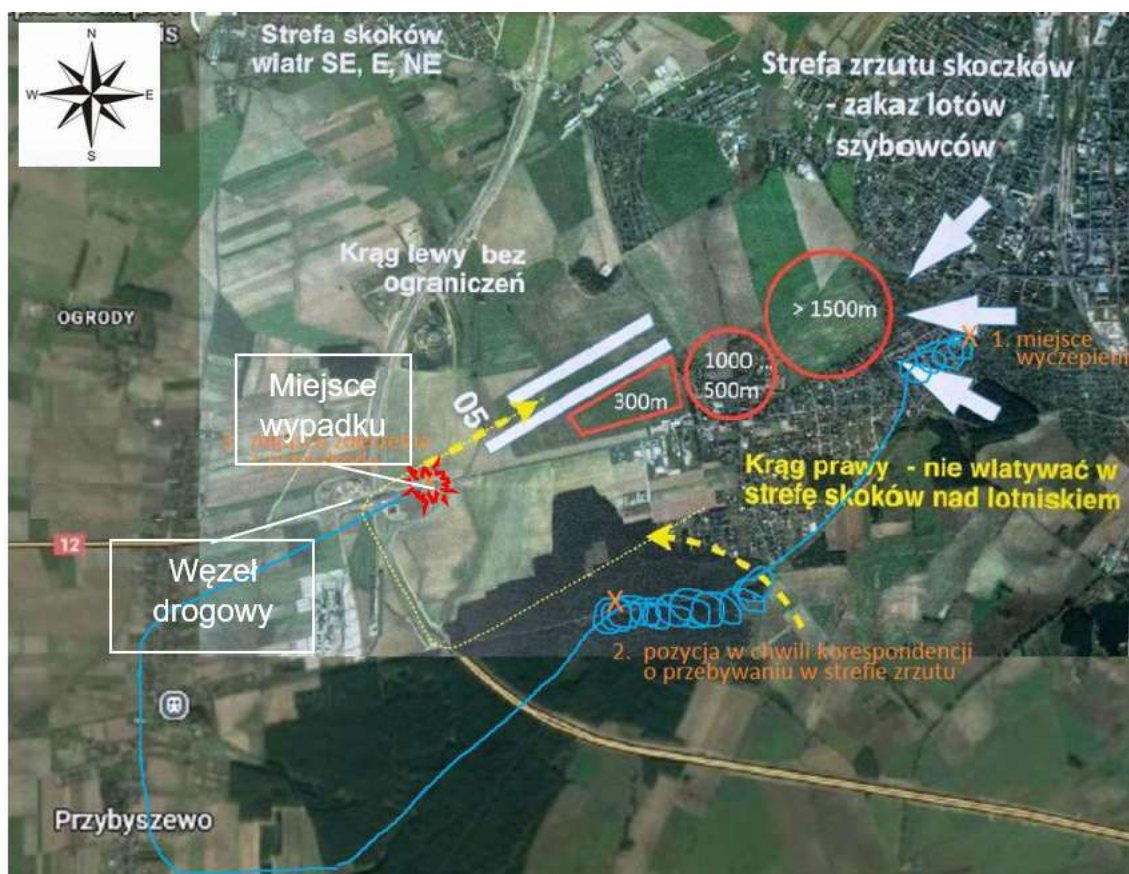 N
W
E
S
Strefa skoków
wiatr SE, E, NE
Strefa zrzutu skoczków
- zakaz lotów
szybowców
Krąg lewy bez
ograniczeń
OGRODY
> 1500m
1. miejsce
1000 ...
500m
300m
05
Miejsce
wypadku
Krąg prawy - nie wlatywać w
strefę skoków nad lotniskiem
12
Węzeł
drogowy
2. pozycja w chwili korespondencji
o przebywaniu w strefie zrzutu
Przybyszewo